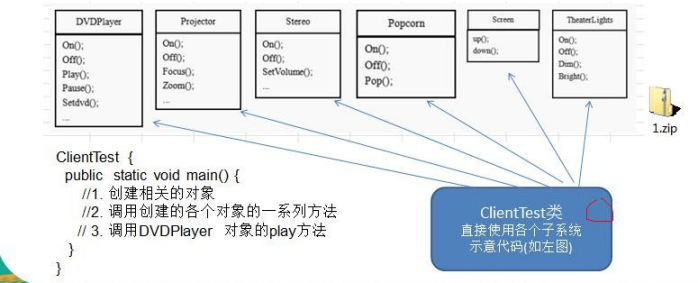 DVDPlayer
On();
Off();
Play();
Pause();
Setdvd();
...
Projector
On();
Off();
Focus();
Zoom();
...
Stereo
On();
Off();
SetVolume();
...
Popcorn
On();
Off();
Pop();
Screen
up();
down();
TheaterLights
On();
Off();
Dim();
Bright();
1.zip
ClientTest {
public static void main() {
//1. 创建相关的对象
//2. 调用创建的各个对象的一系列方法
// 3. 调用DVDPlayer 对象的play方法
}
}
ClientTest类
直接使用各个子系统
示意代码(如左图)